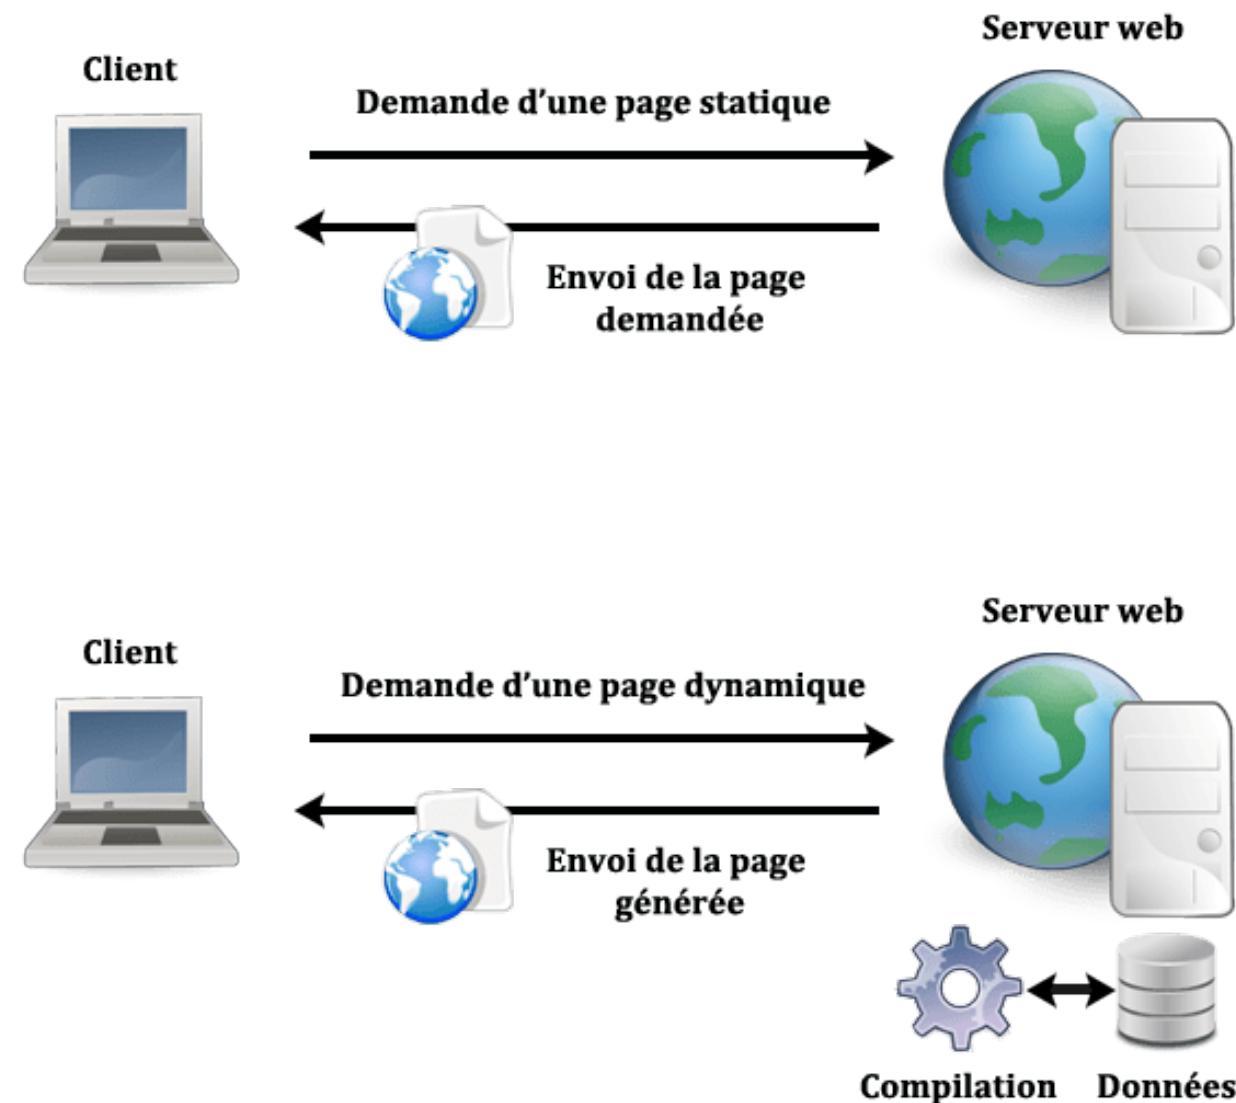 Serveur web
Client
Demande d'une page statique
Envoi de la page
demandée
Serveur web
Client
Demande d'une page dynamique
Envoi de la page
générée
Compilation
Données